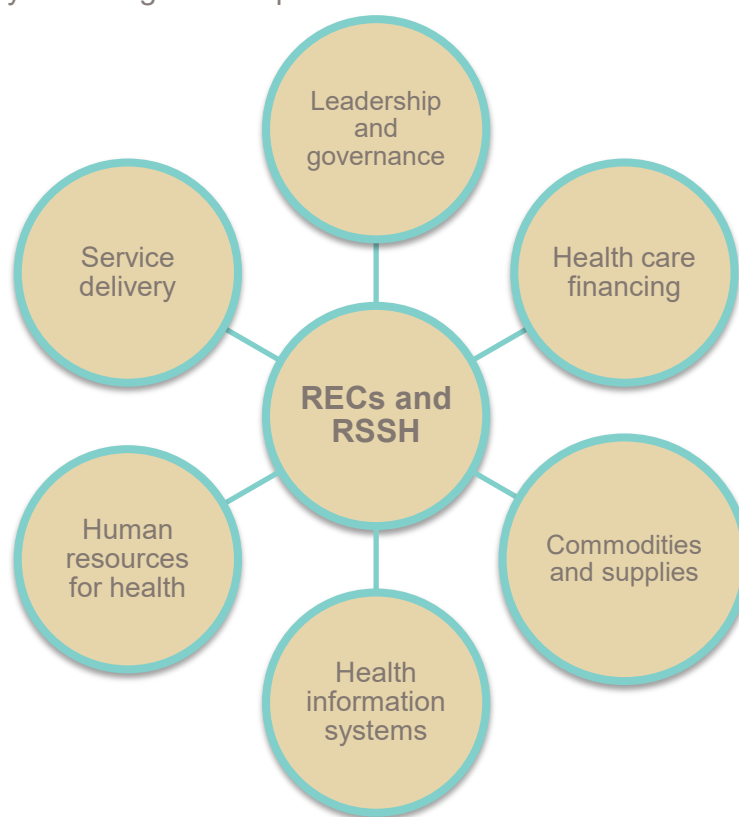 Leadership
and
governance
Health care
financing
Service
delivery
RECs and
RSSH
Commodities
and supplies
Human
resources
for health
Health
information
systems